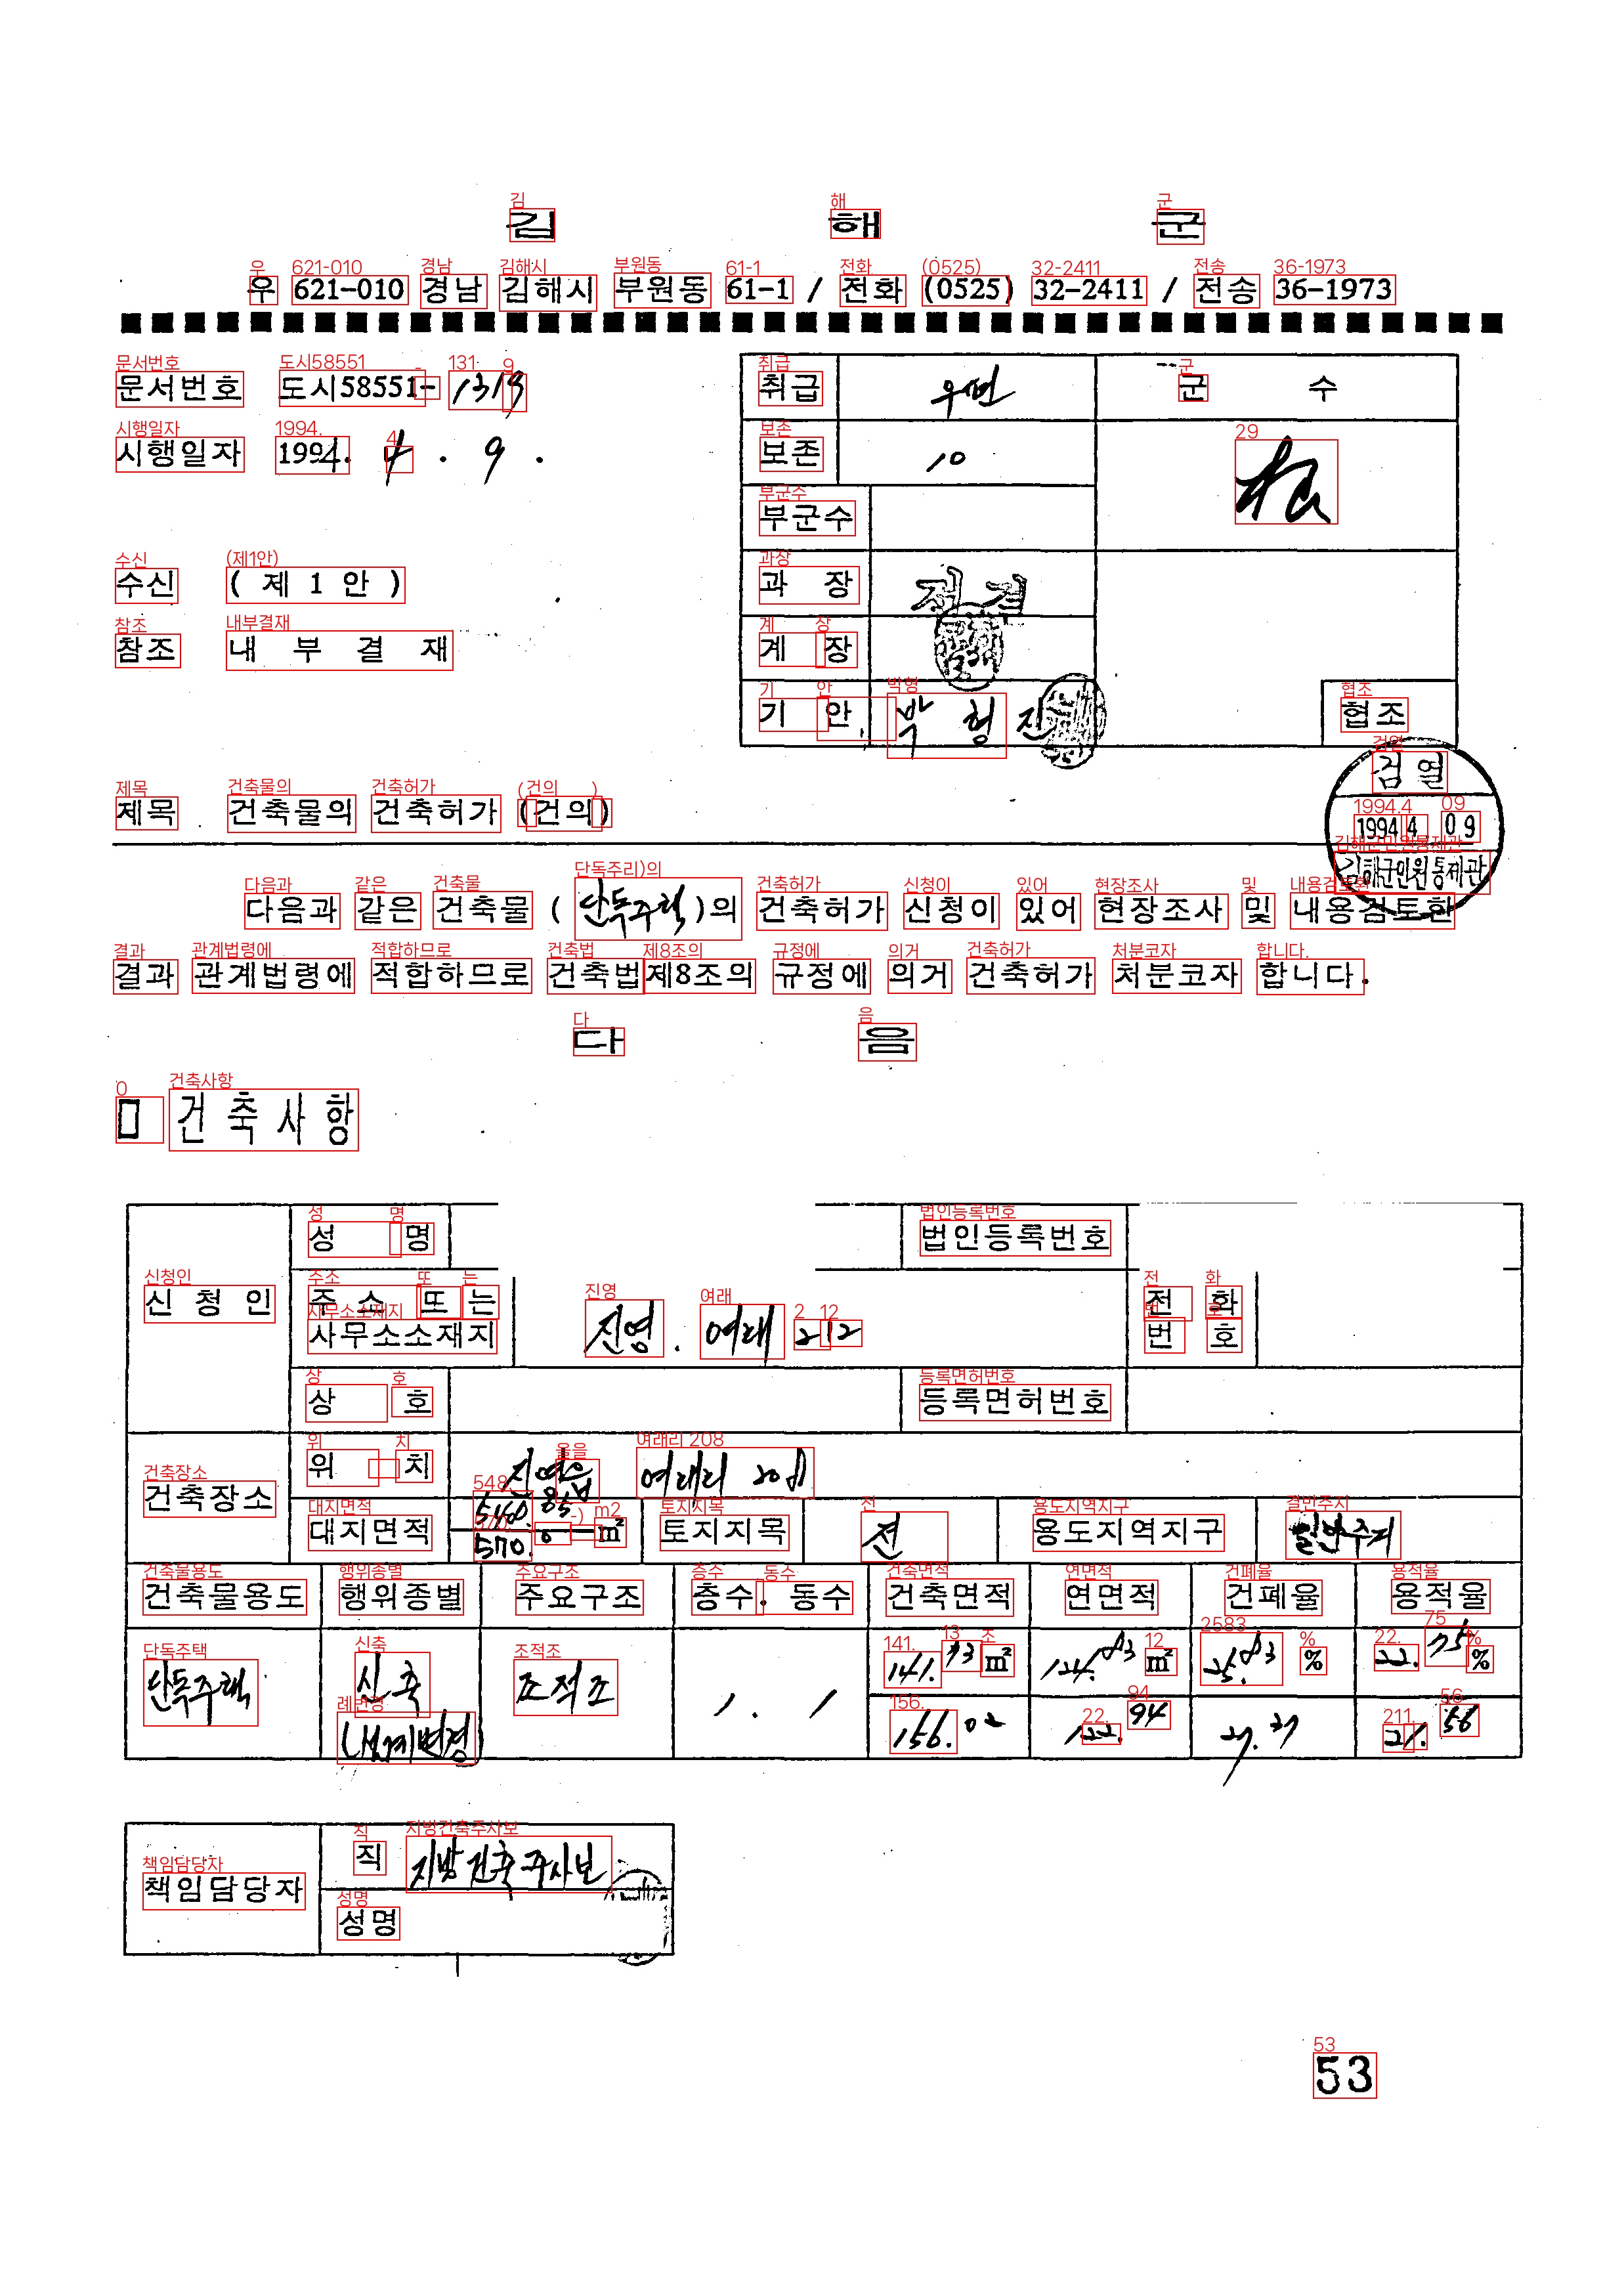 김 해 군
우 621-010 경남 김해시 부원동 61-1 / 전화 (0525) 32-2411 / 전송 36-1973
문서번호 도시58551- 1319
시행일자 1994. 4 . 9 .
수신 ( 제 1 안 )
참조 내 부 결 재
취급 우편 군 수
보존 10
부군수
과 장 전 결
계 장
기 안 박 형 진
협조
검 열
1994 4 09
김해군민원통제관
제목 건축물의 건축허가 (건의)
다음과 같은 건축물 ( 단독주택 )의 건축허가 신청이 있어 현장조사 및 내용검토한
결과 관계법령에 적합하므로 건축법 제8조의 규정에 의거 건축허가 처분코자 합니다.
다 음
건 축 사 항
신 청 인 성 명 법인등록번호
주 소 또 는 사무소소재지 진영 . 여래 212 전 화 번 호
상 호 등록면허번호
건축장소 위 치 진영읍 여래리 208
대지면적 570. 0 ㎡ 토지지목 전 용도지역지구 일반주거
건축물용도 행위종별 주요구조 층수. 동수 건축면적 연면적 건폐율 용적율
단독주택 신축 조적조 1 . 1 141. 93 ㎡ 124. 83 ㎡ 25. 83 % 22. 75 %
(설계변경) 156. 02 122. 94 27. 37 21. 56
책임담당자 직 지방건축주사보
성명
53